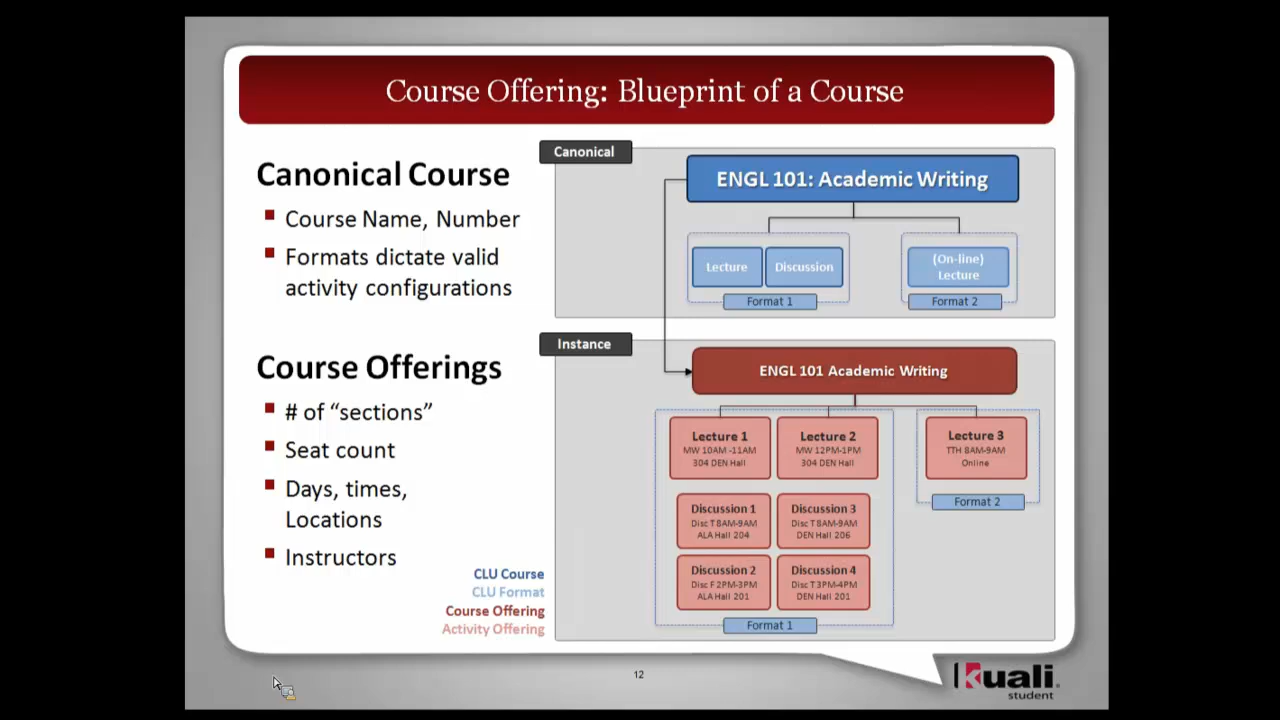 Course Offering: Blueprint of a Course
Canonical Course
Course Name, Number
Formats dictate valid
activity configurations
Course Offerings
# of “sections”
Seat count
Days, times,
Locations
Instructors
CLU Course
CLU Format
Course Offering
Activity Offering
Canonical
ENGL 101: Academic Writing
Lecture
Discussion
Format 1
(On-line)
Lecture
Format 2
Instance
ENGL 101 Academic Writing
Lecture 1
MW 10AM -11AM
304 DEN Hall
Lecture 2
MW 12PM-1PM
304 DEN Hall
Lecture 3
TTH 8AM-9AM
Online
Format 2
Discussion 1
Disc T 8AM-9AM
ALA Hall 204
Discussion 3
Disc T 8AM-9AM
DEN Hall 206
Discussion 2
Disc F 2PM-3PM
ALA Hall 201
Discussion 4
Disc T 3PM-4PM
DEN Hall 201
Format 1
12
kuali
student